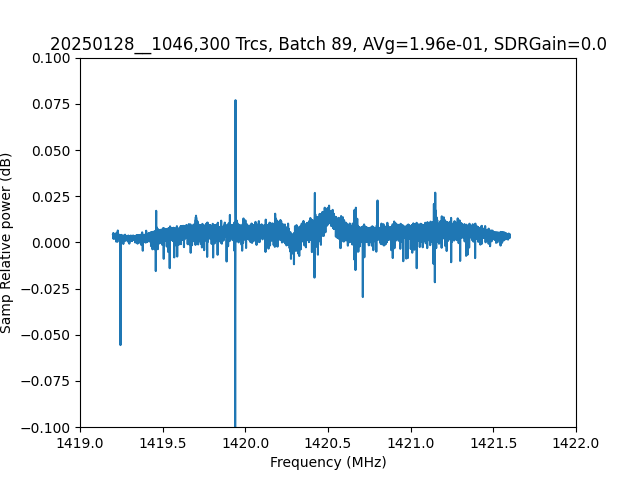 20250128__1046,300 Trcs, Batch 89, AVg=1.96e-01, SDRGain=0.0
Samp Relative power (dB)
0.100
0.075
0.050
0.025
0.000
−0.025
−0.050
−0.075
−0.100
1419.0 1419.5 1420.0 1420.5 1421.0 1421.5 1422.0
Frequency (MHz)